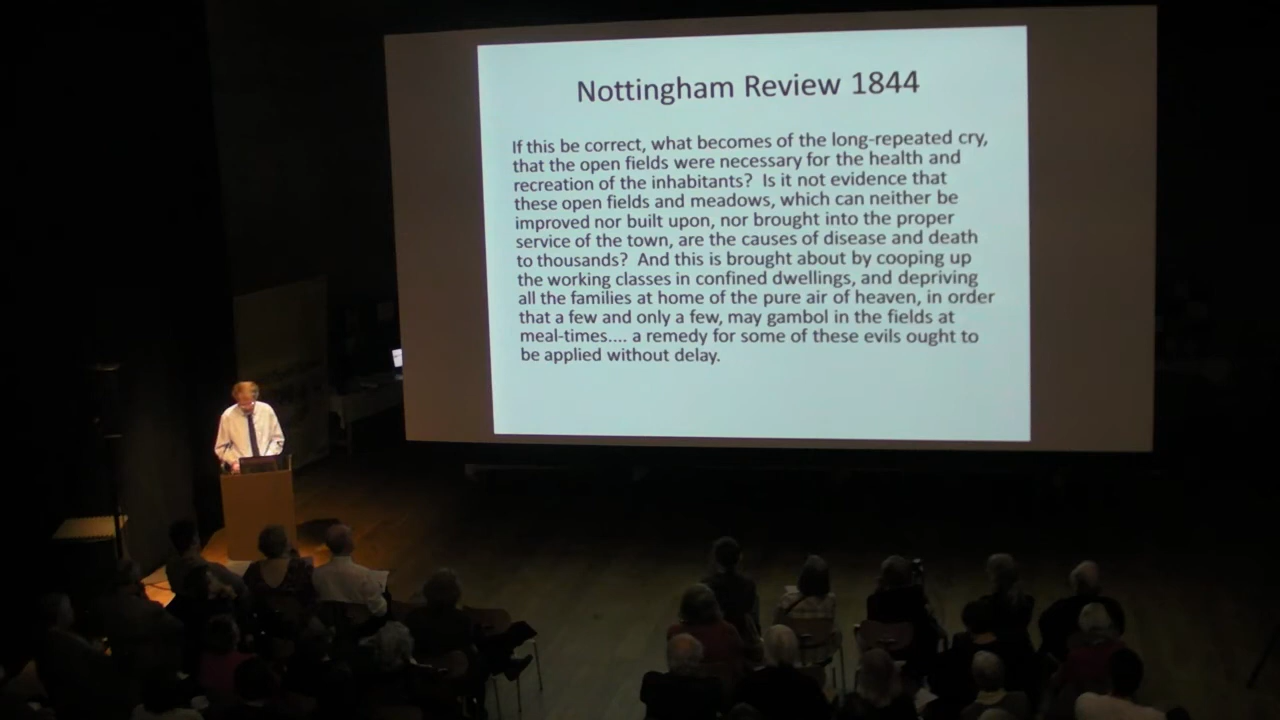 Nottingham Review 1844
If this be correct, what becomes of the long-repeated cry,
that the open fields were necessary for the health and
recreation of the inhabitants?  Is it not evidence that
these open fields and meadows, which can neither be
improved nor built upon, nor brought into the proper
service of the town, are the causes of disease and death
to thousands?  And this is brought about by cooping up
the working classes in confined dwellings, and depriving
all the families at home of the pure air of heaven, in order
that a few and only a few, may gambol in the fields at
meal-times.... a remedy for some of these evils ought to
be applied without delay.